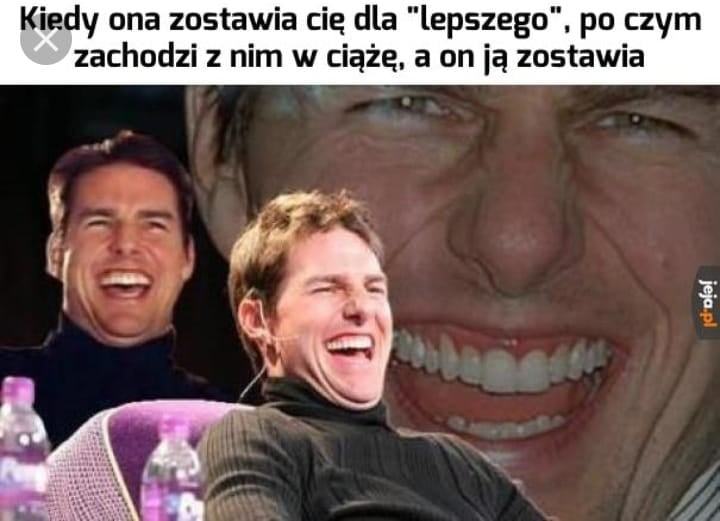 Kiedy ona zostawia cię dla "lepszego", po czym
zachodzi z nim w ciążę, a on ją zostawia
jeja.pl